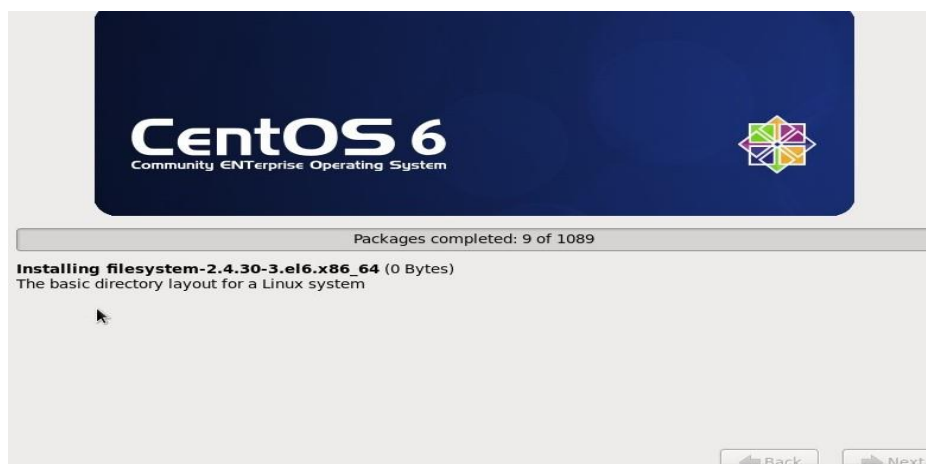 CentOS 6
Community ENTerprise Operating System
Packages completed: 9 of 1089
Installing filesystem-2.4.30-3.el6.x86_64 (0 Bytes)
The basic directory layout for a Linux system
Back
Next